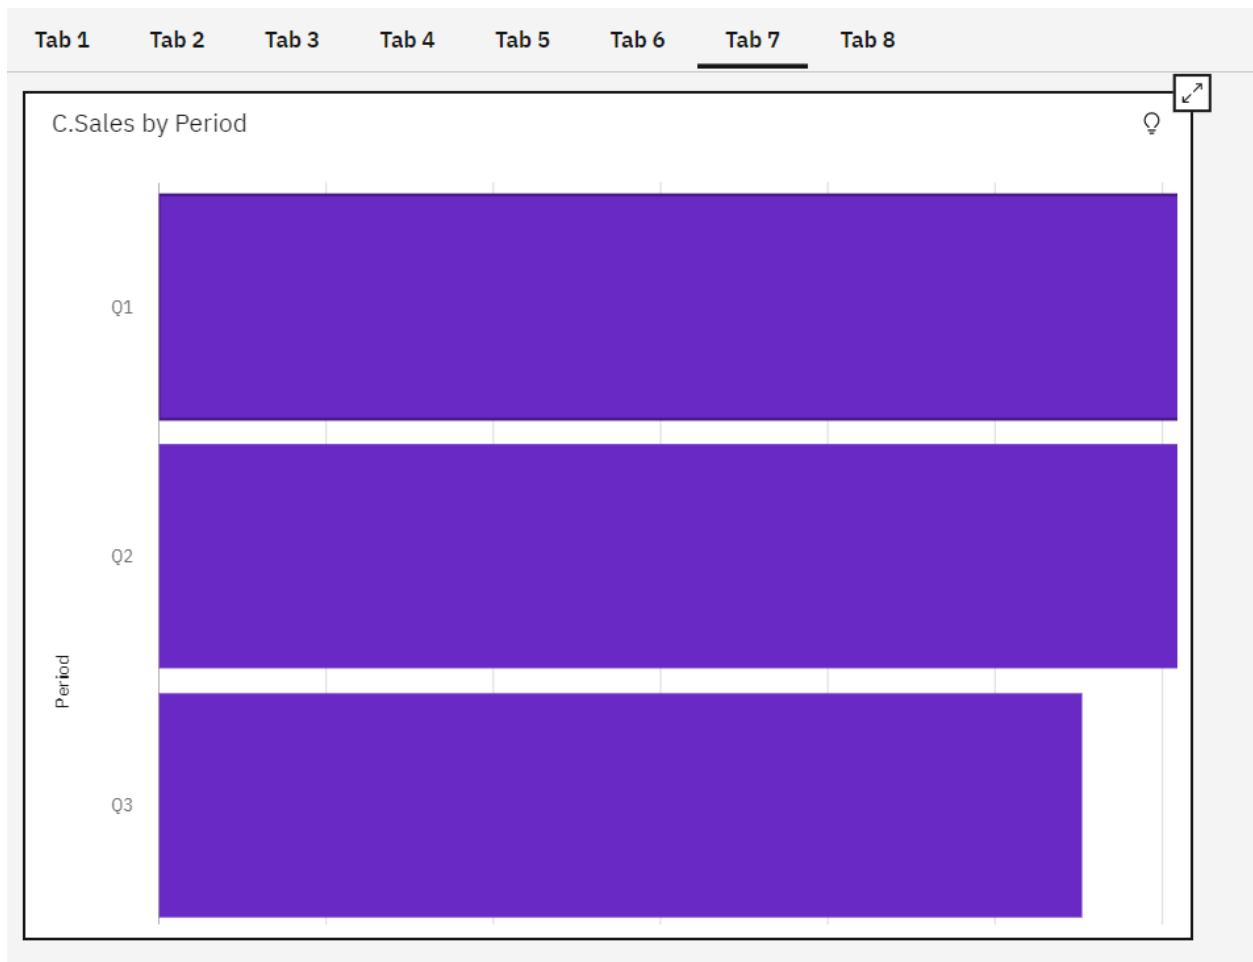 Tab 1 Tab 2 Tab 3 Tab 4 Tab 5 Tab 6 Tab 7 Tab 8
C.Sales by Period
Q1
Q2
Period
Q3